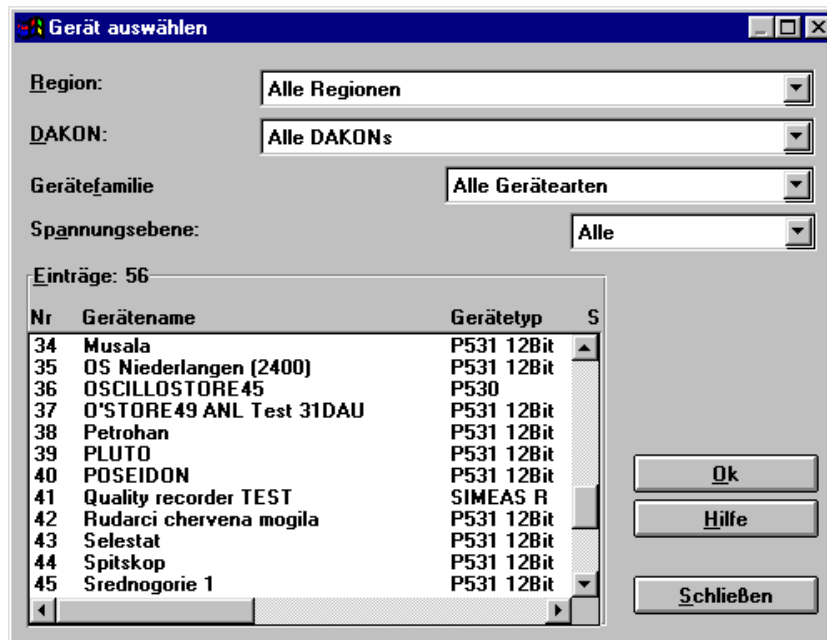 Gerät auswählen
Region: Alle Regionen
DAKON: Alle DAKONs
Gerätefamilie Alle Gerätearten
Spannungsebene: Alle
Einträge: 56
Nr Gerätename Gerätetyp S
34 Musala P531 12Bit
35 OS Niederlangen (2400) P531 12Bit
36 OSCILLOSTORE45 P530
37 O'STORE49 ANL Test 31DAU P531 12Bit
38 Petrohan P531 12Bit
39 PLUTO P531 12Bit
40 POSEIDON P531 12Bit
41 Quality recorder TEST SIMEAS R
42 Rudarci chervena mogila P531 12Bit
43 Selestat P531 12Bit
44 Spitskop P531 12Bit
45 Srednogorie 1 P531 12Bit
Ok
Hilfe
Schließen